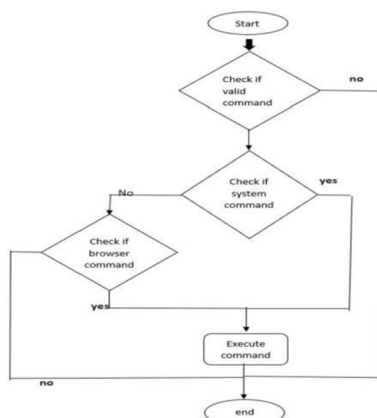 Start
Check if
valid
command
no
Check if
system
command
yes
No
Check if
browser
command
yes
Execute
command
no
end